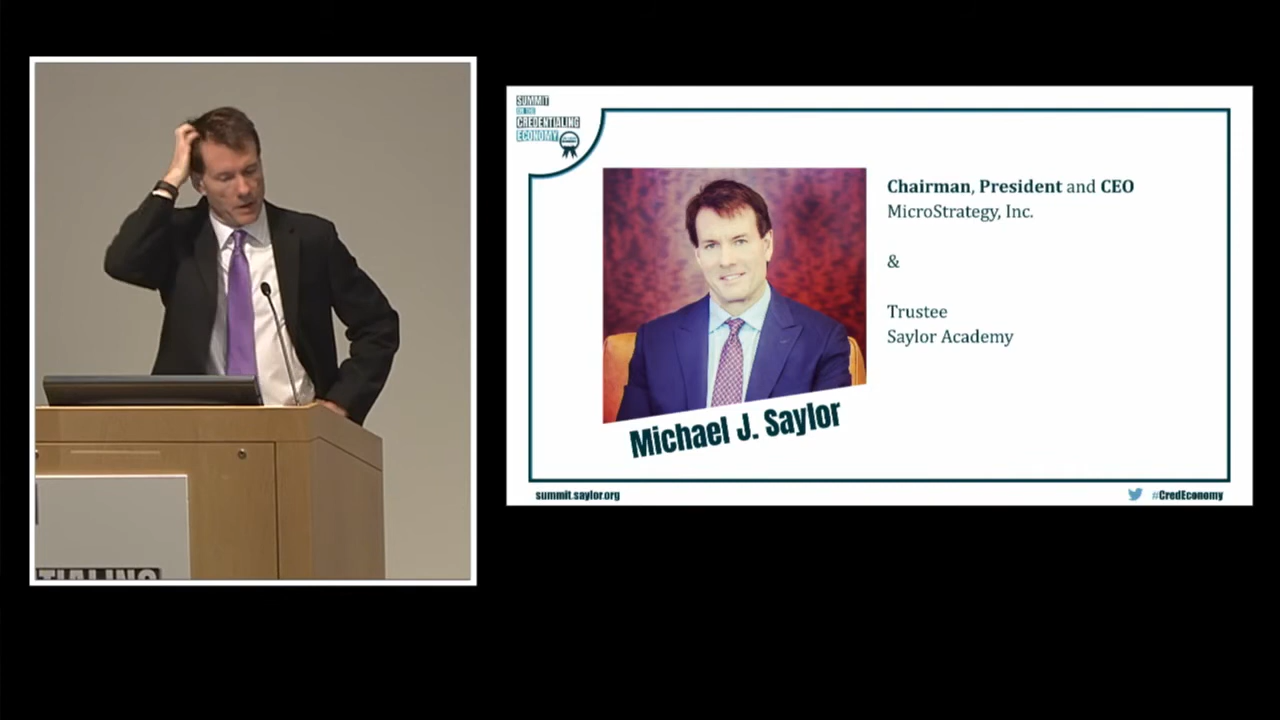 SUMMIT
ON THE
CREDENTIALING
ECONOMY
Chairman, President and CEO
MicroStrategy, Inc.
&
Trustee
Saylor Academy
Michael J. Saylor
summit.saylor.org
#CredEconomy
TIALING